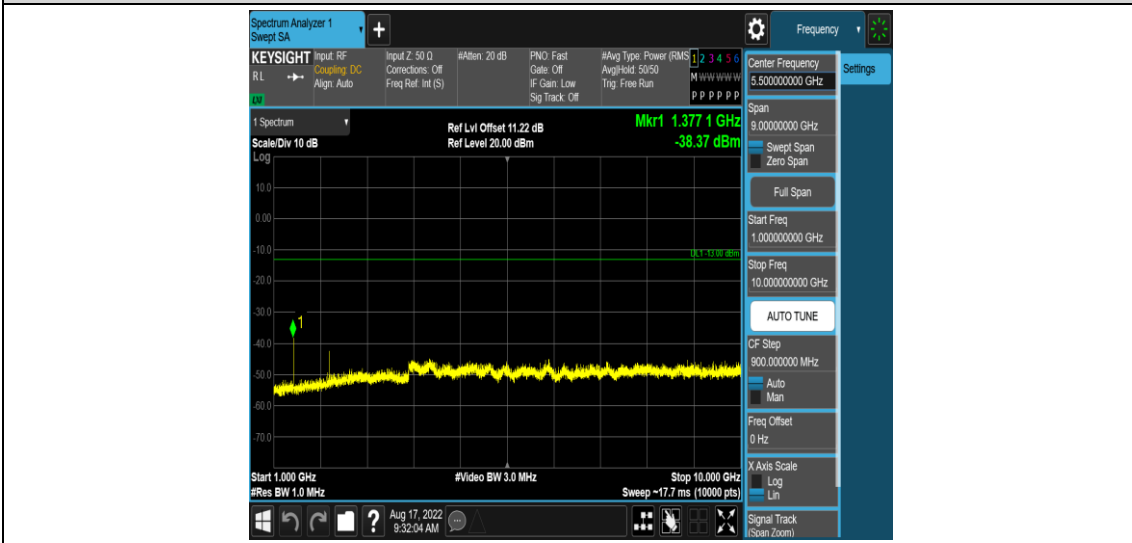 Spectrum Analyzer 1
Swept SA
Frequency
KEYSIGHT
RL
LXI
Input: RF
Coupling: DC
Align: Auto
Input Z: 50 Ω
Corrections: Off
Freq Ref: Int (S)
#Atten: 20 dB
PNO: Fast
Gate: Off
IF Gain: Low
Sig Track: Off
#Avg Type: Power (RMS
Avg|Hold: 50/50
Trig: Free Run
1 2 3 4 5 6
M W W W W W
P P P P P P
1 Spectrum
Scale/Div 10 dB
Log
Ref Lvl Offset 11.22 dB
Ref Level 20.00 dBm
Mkr1 1.377 1 GHz
-38.37 dBm
10.0
0.00
-10.0
DL1 -13.00 dBm
-20.0
-30.0
1
-40.0
-50.0
-60.0
-70.0
Start 1.000 GHz
#Res BW 1.0 MHz
#Video BW 3.0 MHz
Stop 10.000 GHz
Sweep ~17.7 ms (10000 pts)
?
Aug 17, 2022
9:32:04 AM
Center Frequency
5.500000000 GHz
Settings
Span
9.00000000 GHz
Swept Span
Zero Span
Full Span
Start Freq
1.000000000 GHz
Stop Freq
10.000000000 GHz
AUTO TUNE
CF Step
900.000000 MHz
Auto
Man
Freq Offset
0 Hz
X Axis Scale
Log
Lin
Signal Track
(Span Zoom)